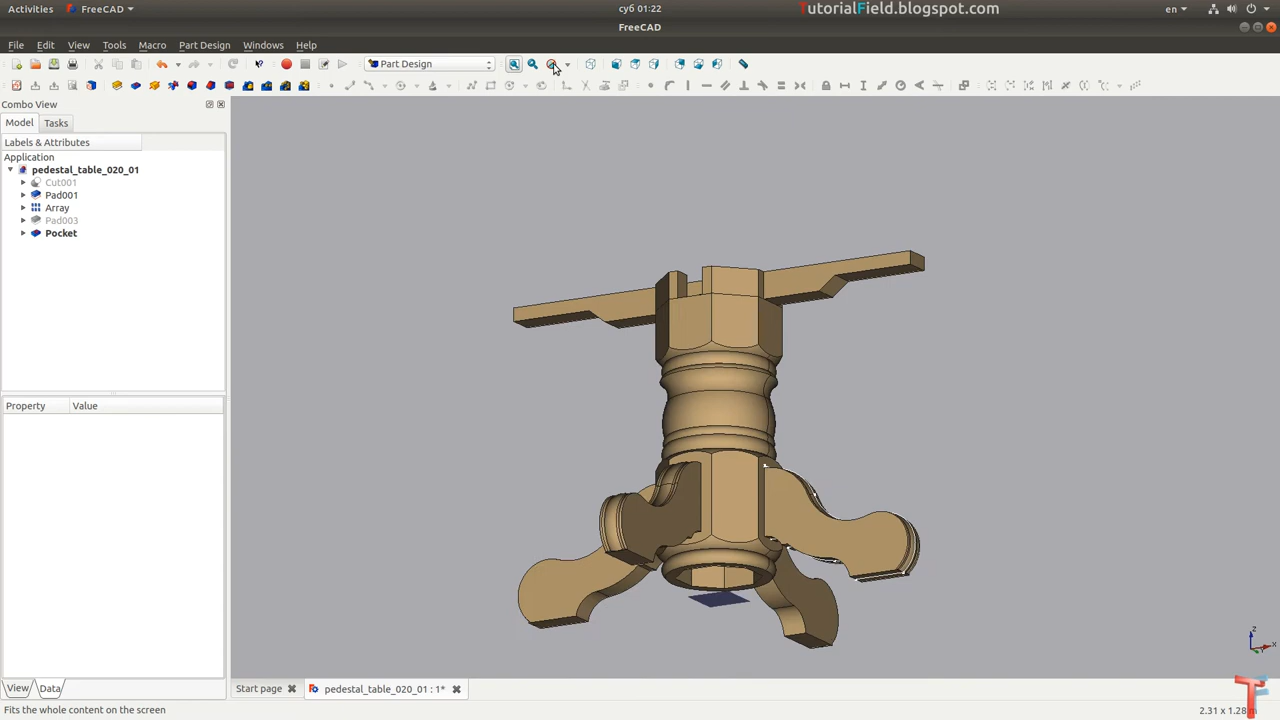 Activities FreeCAD суб 01:22 TutorialField.blogspot.com en
FreeCAD
File Edit View Tools Macro Part Design Windows Help
Part Design
Combo View
Model Tasks
Labels & Attributes
Application
pedestal_table_020_01
Cut001
Pad001
Array
Pad003
Pocket
Property Value
View Data
Start page pedestal_table_020_01 : 1*
Fits the whole content on the screen
2.31 x 1.28